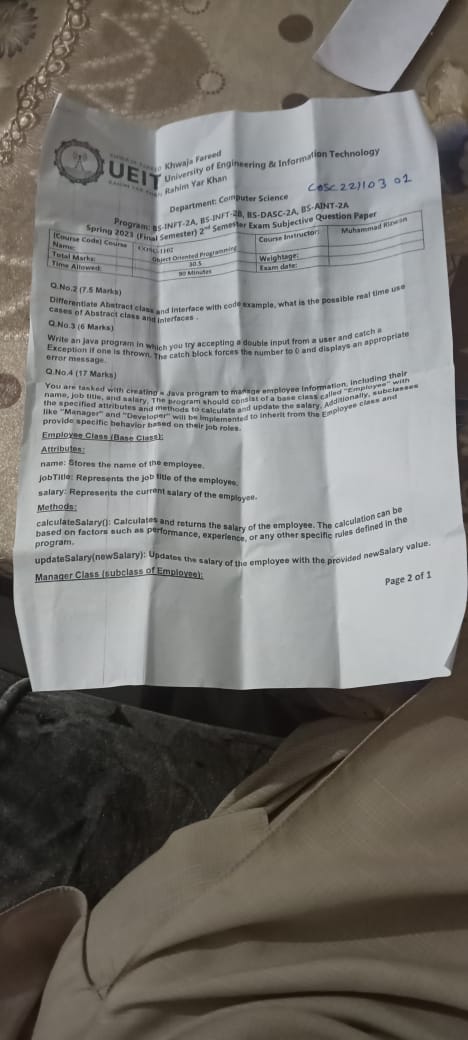 UEIT
Khwaja Fareed
University of Engineering & Information Technology
Rahim Yar Khan
COSC 221103 02
Department: Computer Science
Program: BS-INFT-2A, BS-INFT-2B, BS-DASC-2A, BS-AINT-2A
Spring 2021 (Final Semester) 2nd Semester Exam Subjective Question Paper
(Course Code) Course Name:
Object Oriented Programming
Course Instructor:
Muhammad Rizwan
Total Marks:
30.5
Weightage:
Time Allowed:
90 Minutes
Exam date:
Q.No.2 (7.5 Marks)
Differentiate Abstract class and Interface with code example, what is the possible real time use
cases of Abstract class and Interfaces .
Q.No.3 (6 Marks)
Write an java program in which you try accepting a double input from a user and catch a
Exception if one is thrown. The catch block forces the number to 0 and displays an appropriate
error message.
Q.No.4 (17 Marks)
You are tasked with creating a Java program to manage employee information, including their
name, job title, and salary. The program should consist of a base class called "Employee" with
the specified attributes and methods to calculate and update the salary. Additionally, subclasses
like "Manager" and "Developer" will be implemented to inherit from the Employee class and
provide specific behavior based on their job roles.
Employee Class (Base Class):
Attributes:
name: Stores the name of the employee.
jobTitle: Represents the job title of the employee.
salary: Represents the current salary of the employee.
Methods:
calculateSalary(): Calculates and returns the salary of the employee. The calculation can be
based on factors such as performance, experience, or any other specific rules defined in the
program.
updateSalary(newSalary): Updates the salary of the employee with the provided newSalary value.
Manager Class (subclass of Employee):
Page 2 of 1